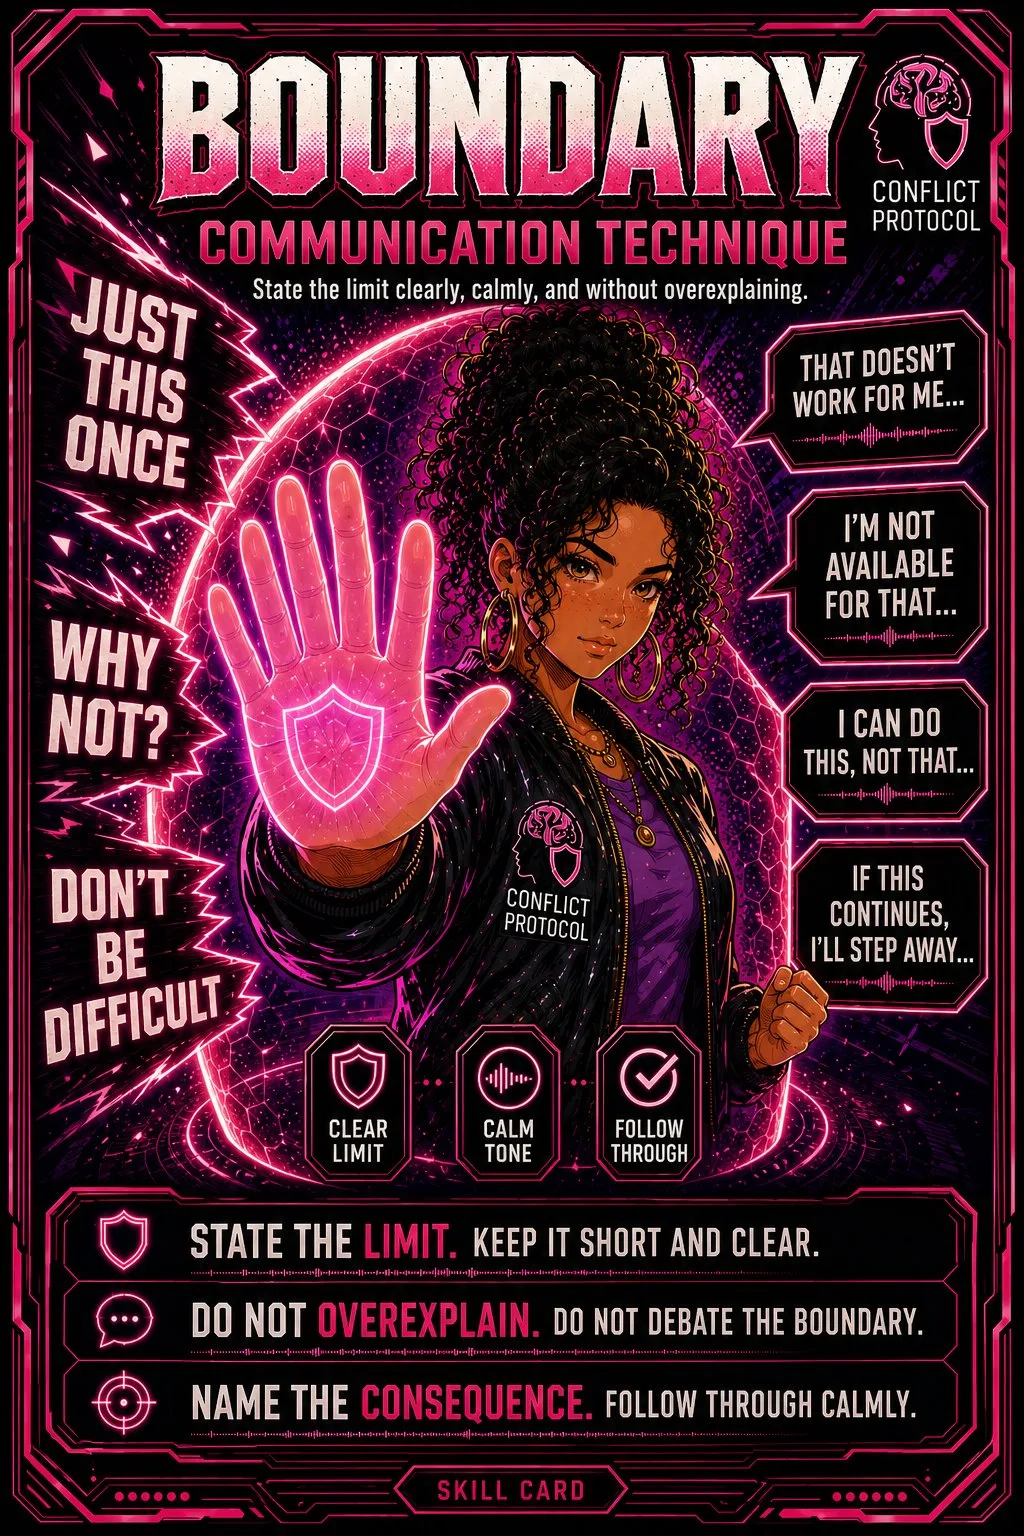 BOUNDARY
CONFLICT
PROTOCOL
COMMUNICATION TECHNIQUE
State the limit clearly, calmly, and without overexplaining.
JUST
THIS
ONCE
WHY
NOT?
DON'T
BE
DIFFICULT
THAT DOESN'T
WORK FOR ME...
I'M NOT
AVAILABLE
FOR THAT...
I CAN DO
THIS, NOT THAT...
IF THIS
CONTINUES,
I'LL STEP AWAY...
CONFLICT
PROTOCOL
CLEAR
LIMIT
CALM
TONE
FOLLOW
THROUGH
STATE THE LIMIT. KEEP IT SHORT AND CLEAR.
DO NOT OVEREXPLAIN. DO NOT DEBATE THE BOUNDARY.
NAME THE CONSEQUENCE. FOLLOW THROUGH CALMLY.
SKILL CARD